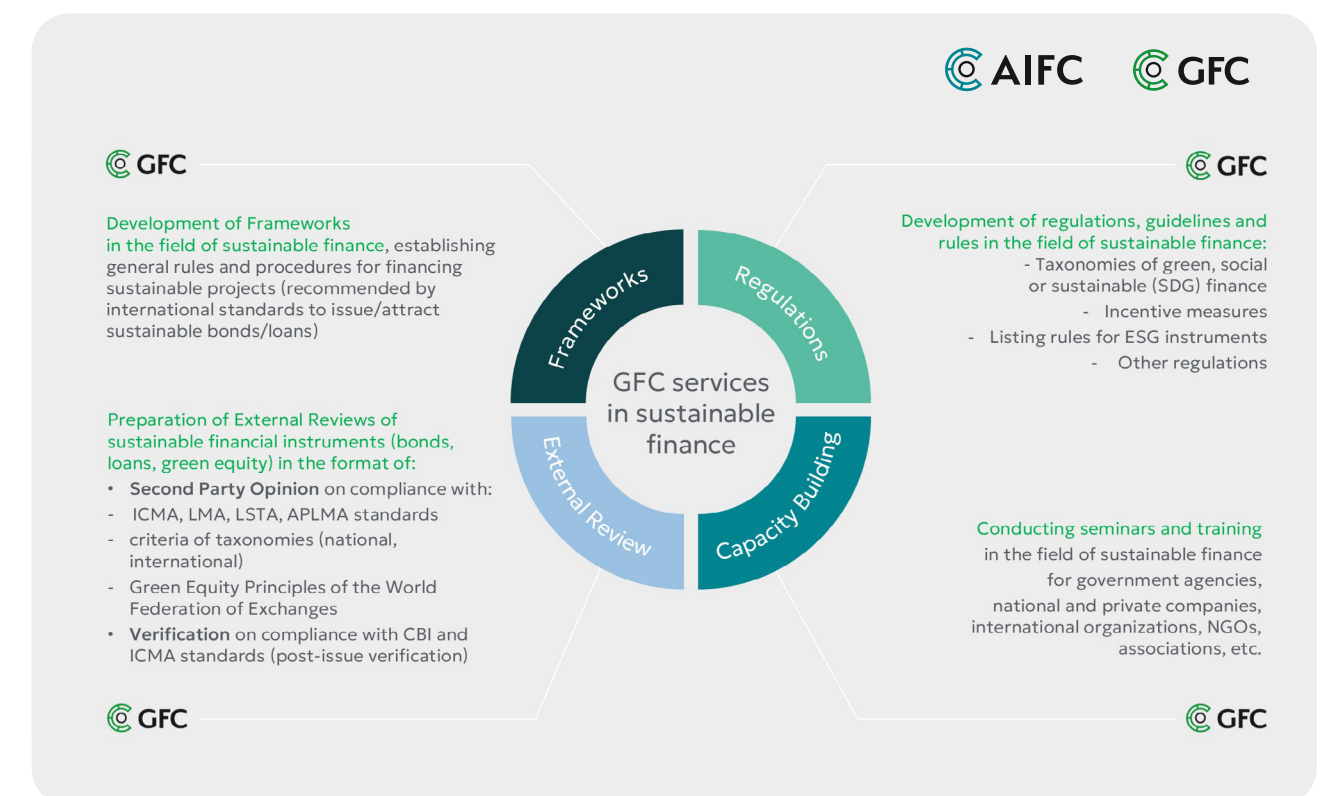 AIFC GFC
GFC
Development of Frameworks
in the field of sustainable finance, establishing
general rules and procedures for financing
sustainable projects (recommended by
international standards to issue/attract
sustainable bonds/loans)
GFC
Development of regulations, guidelines and
rules in the field of sustainable finance:
- Taxonomies of green, social
or sustainable (SDG) finance
- Incentive measures
- Listing rules for ESG instruments
- Other regulations
Frameworks
Regulations
GFC services
in sustainable
finance
External Review
Capacity Building
Preparation of External Reviews of
sustainable financial instruments (bonds,
loans, green equity) in the format of:
• Second Party Opinion on compliance with:
- ICMA, LMA, LSTA, APLMA standards
- criteria of taxonomies (national,
international)
- Green Equity Principles of the World
Federation of Exchanges
• Verification on compliance with CBI and
ICMA standards (post-issue verification)
GFC
Conducting seminars and training
in the field of sustainable finance
for government agencies,
national and private companies,
international organizations, NGOs,
associations, etc.
GFC